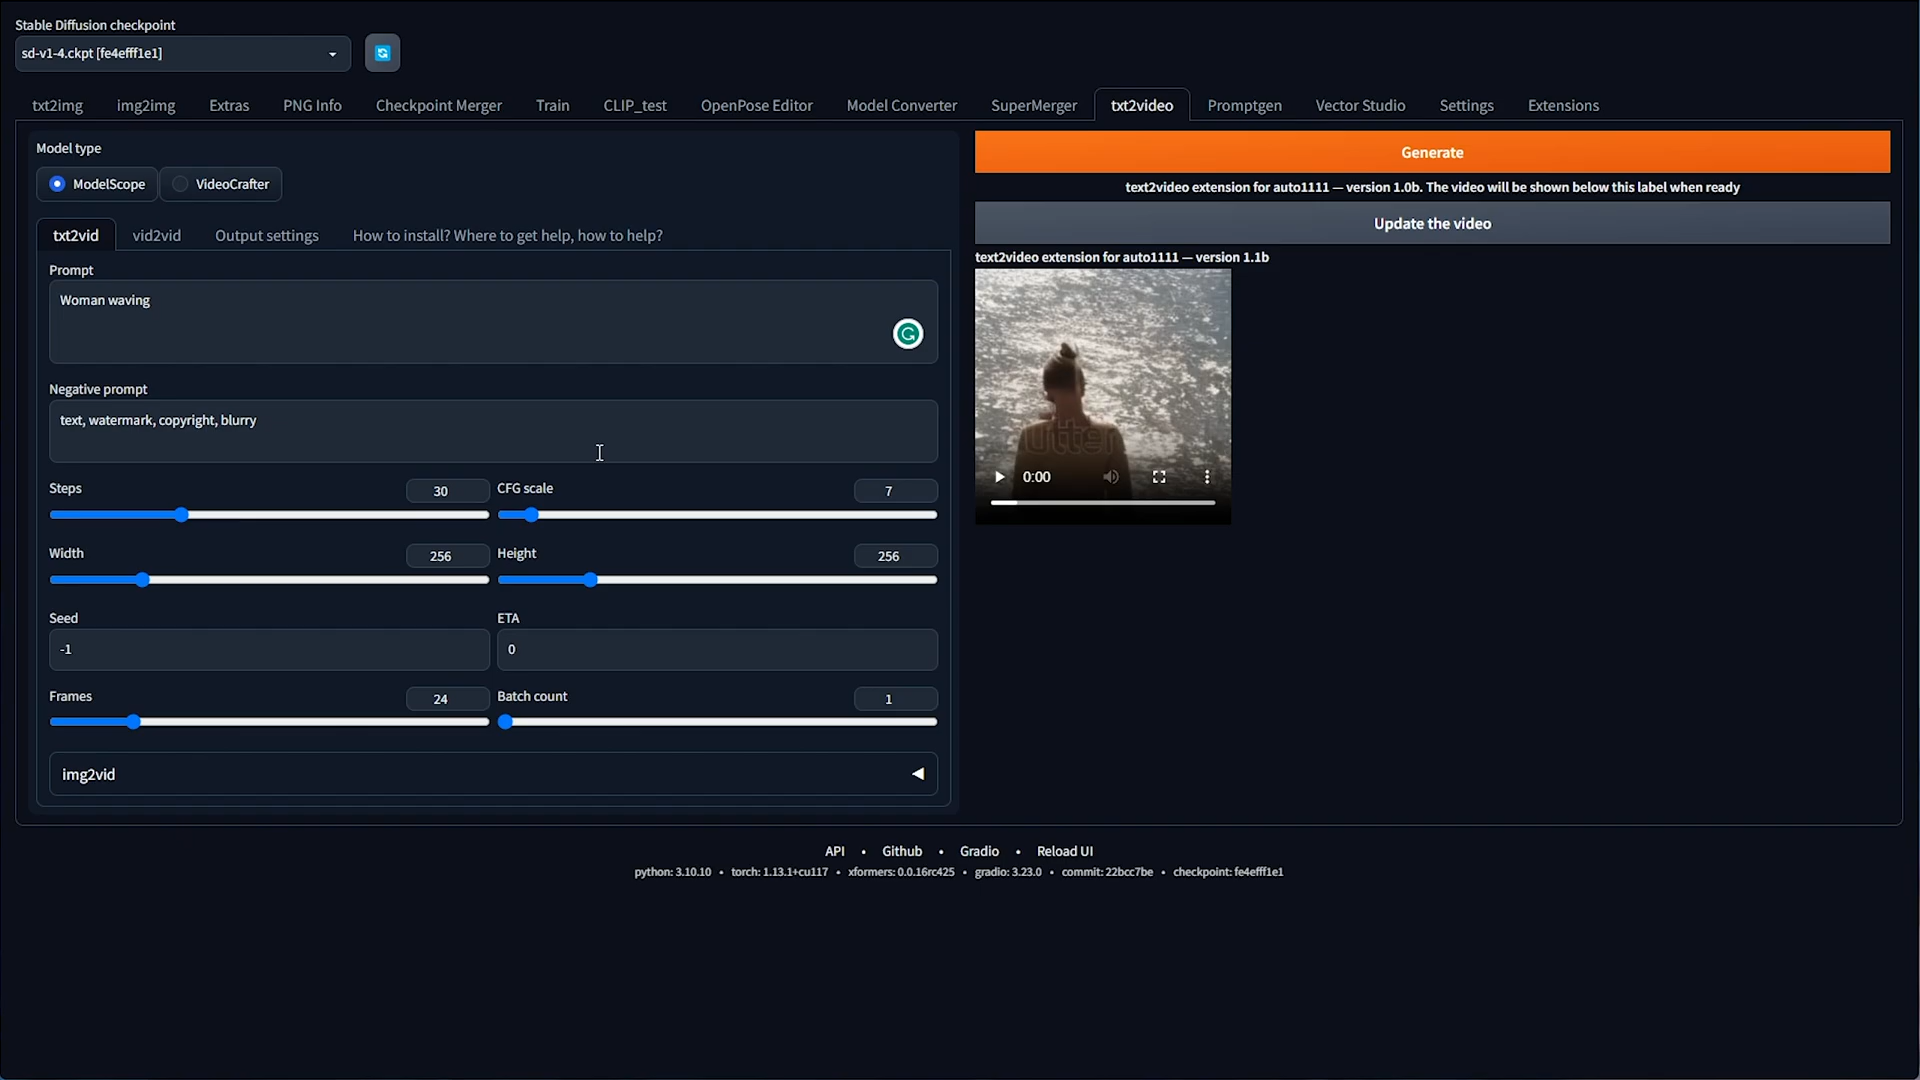 Stable Diffusion checkpoint
sd-v1-4.ckpt [fe4efff1e1]
txt2img img2img Extras PNG Info Checkpoint Merger Train CLIP_test OpenPose Editor Model Converter SuperMerger txt2video Promptgen Vector Studio Settings Extensions
Model type
ModelScope VideoCrafter
txt2vid vid2vid Output settings How to install? Where to get help, how to help?
Prompt
Woman waving
Negative prompt
text, watermark, copyright, blurry
Steps 30 CFG scale 7
Width 256 Height 256
Seed ETA
-1 0
Frames 24 Batch count 1
img2vid
Generate
text2video extension for auto1111 — version 1.0b. The video will be shown below this label when ready
Update the video
text2video extension for auto1111 — version 1.1b
0:00
API • Github • Gradio • Reload UI
python: 3.10.10 • torch: 1.13.1+cu117 • xformers: 0.0.16rc425 • gradio: 3.23.0 • commit: 22bcc7be • checkpoint: fe4efff1e1